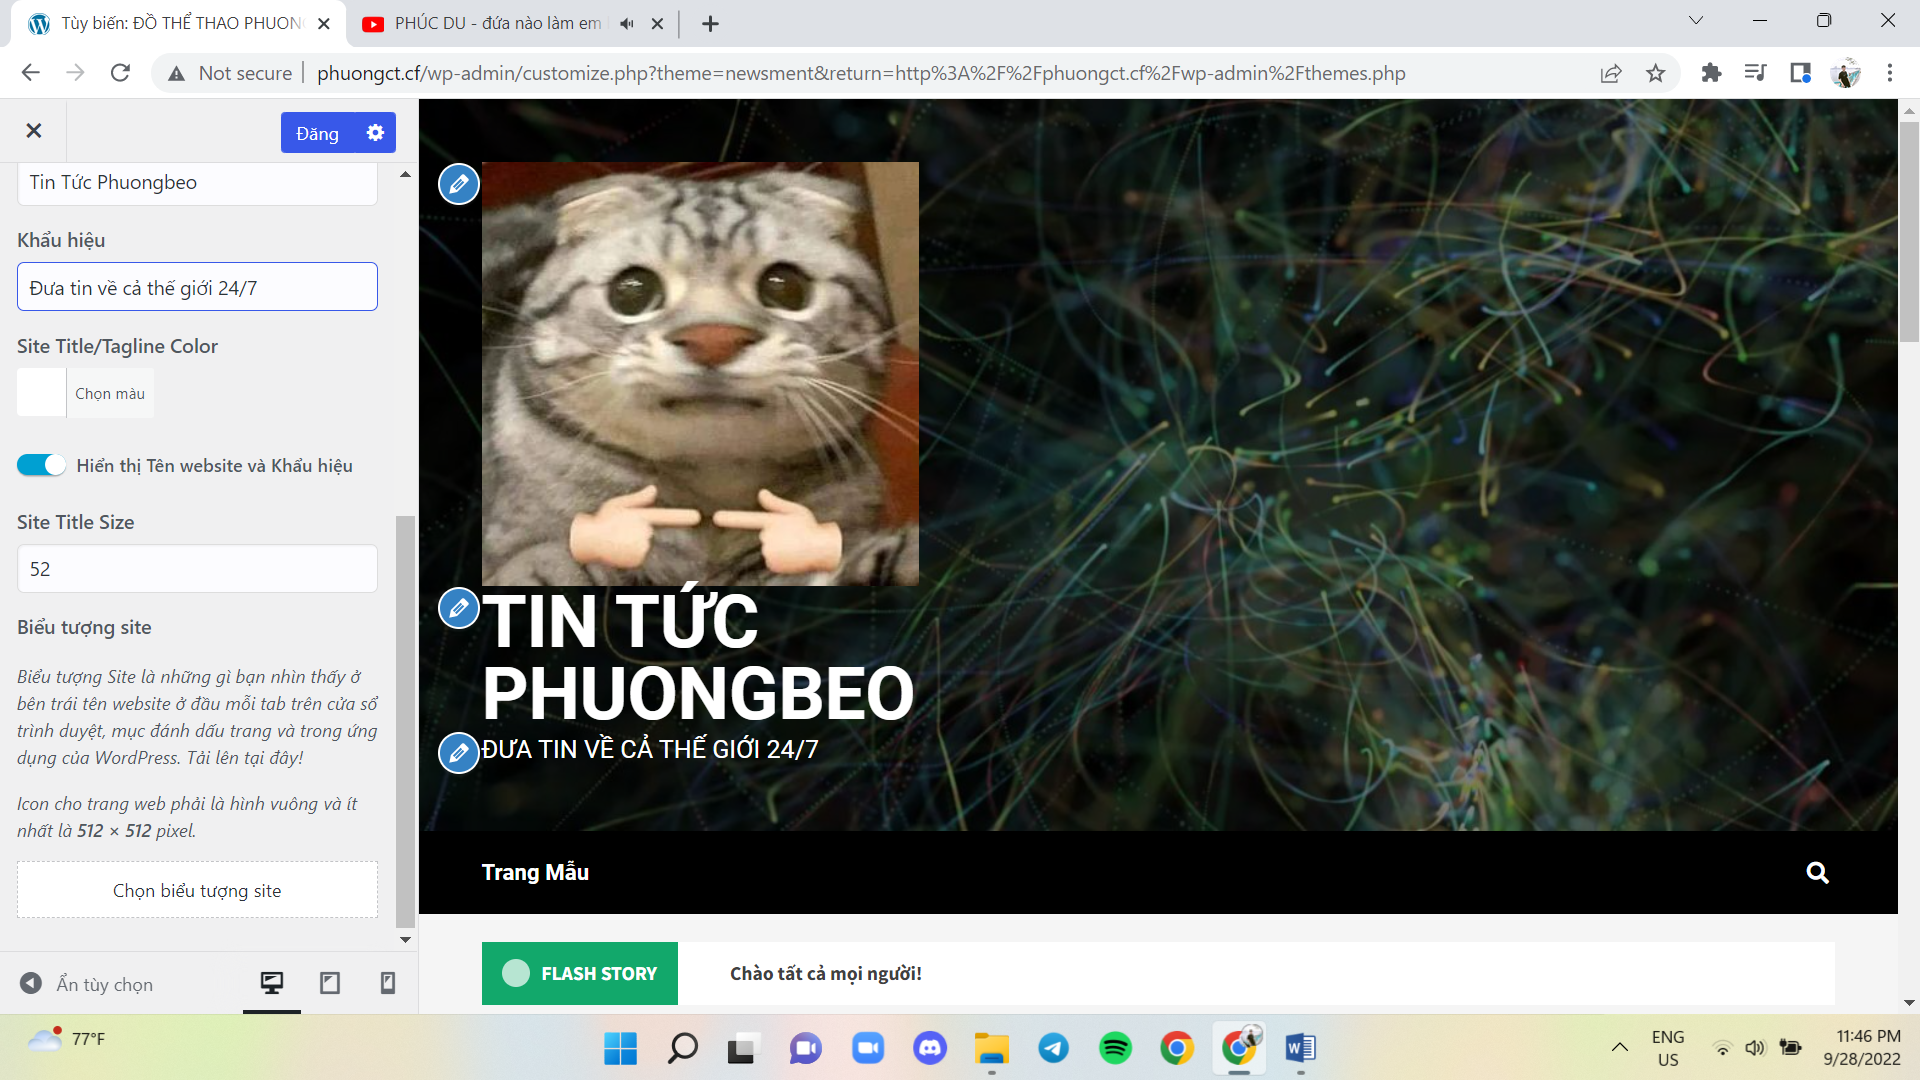 Tùy biến: ĐỒ THỂ THAO PHUON
PHÚC DU - đứa nào làm em
Not secure
phuongct.cf/wp-admin/customize.php?theme=newsment&return=http%3A%2F%2Fphuongct.cf%2Fwp-admin%2Fthemes.php
Đăng
Tin Tức Phuongbeo
Khẩu hiệu
Đưa tin về cả thế giới 24/7
Site Title/Tagline Color
Chọn màu
Hiển thị Tên website và Khẩu hiệu
Site Title Size
52
Biểu tượng site
Biểu tượng Site là những gì bạn nhìn thấy ở
bên trái tên website ở đầu mỗi tab trên cửa sổ
trình duyệt, mục đánh dấu trang và trong ứng
dụng của WordPress. Tải lên tại đây!
Icon cho trang web phải là hình vuông và ít
nhất là 512 × 512 pixel.
Chọn biểu tượng site
Ẩn tùy chọn
TIN TỨC
PHUONGBEO
ĐƯA TIN VỀ CẢ THẾ GIỚI 24/7
Trang Mẫu
FLASH STORY
Chào tất cả mọi người!
77°F
ENG
US
11:46 PM
9/28/2022